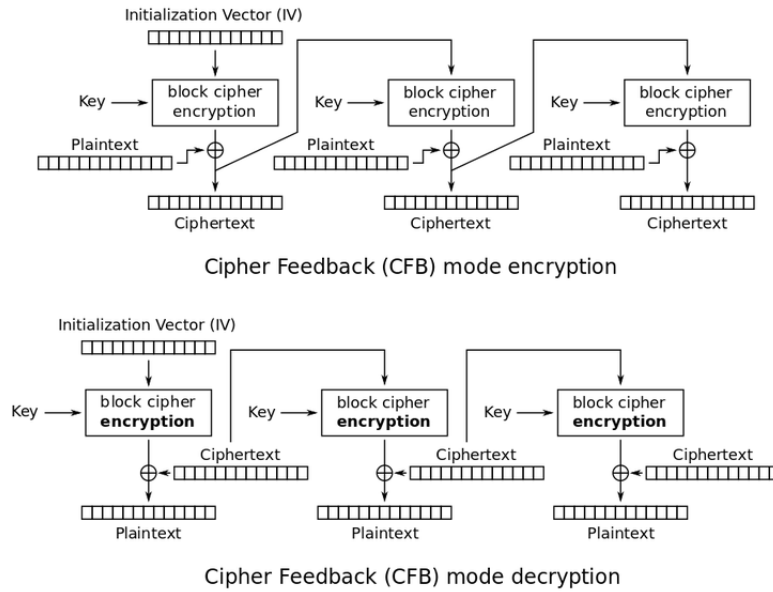 Initialization Vector (IV)
Key
block cipher
encryption
Key
block cipher
encryption
Key
block cipher
encryption
Plaintext
Plaintext
Plaintext
Ciphertext
Ciphertext
Ciphertext
Cipher Feedback (CFB) mode encryption
Initialization Vector (IV)
Key
block cipher
encryption
Key
block cipher
encryption
Key
block cipher
encryption
Ciphertext
Ciphertext
Ciphertext
Plaintext
Plaintext
Plaintext
Cipher Feedback (CFB) mode decryption